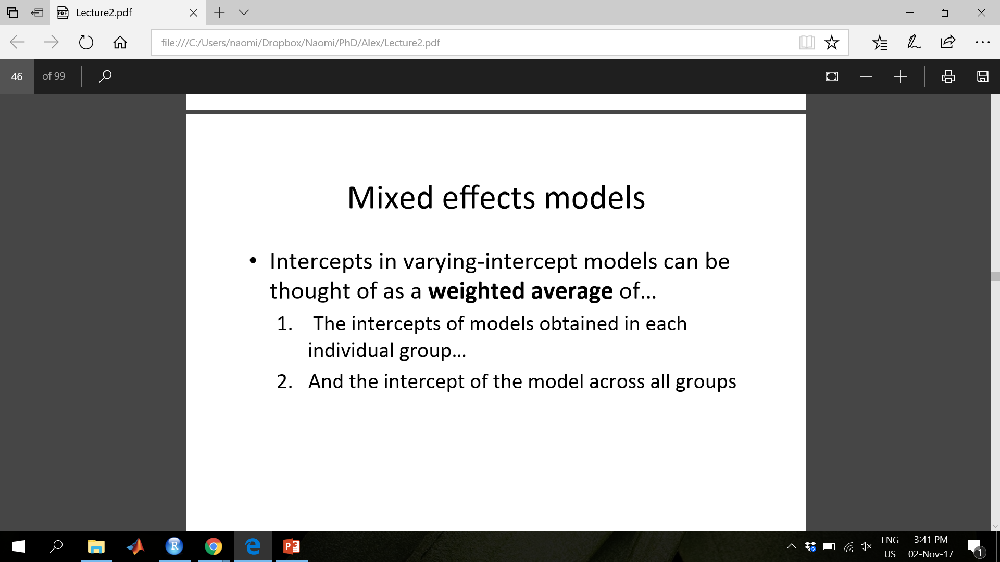 Lecture2.pdf
file:///C:/Users/naomi/Dropbox/Naomi/PhD/Alex/Lecture2.pdf
46 of 99
Mixed effects models
• Intercepts in varying-intercept models can be
thought of as a weighted average of…
1. The intercepts of models obtained in each
individual group…
2. And the intercept of the model across all groups
ENG 3:41 PM
US 02-Nov-17
1